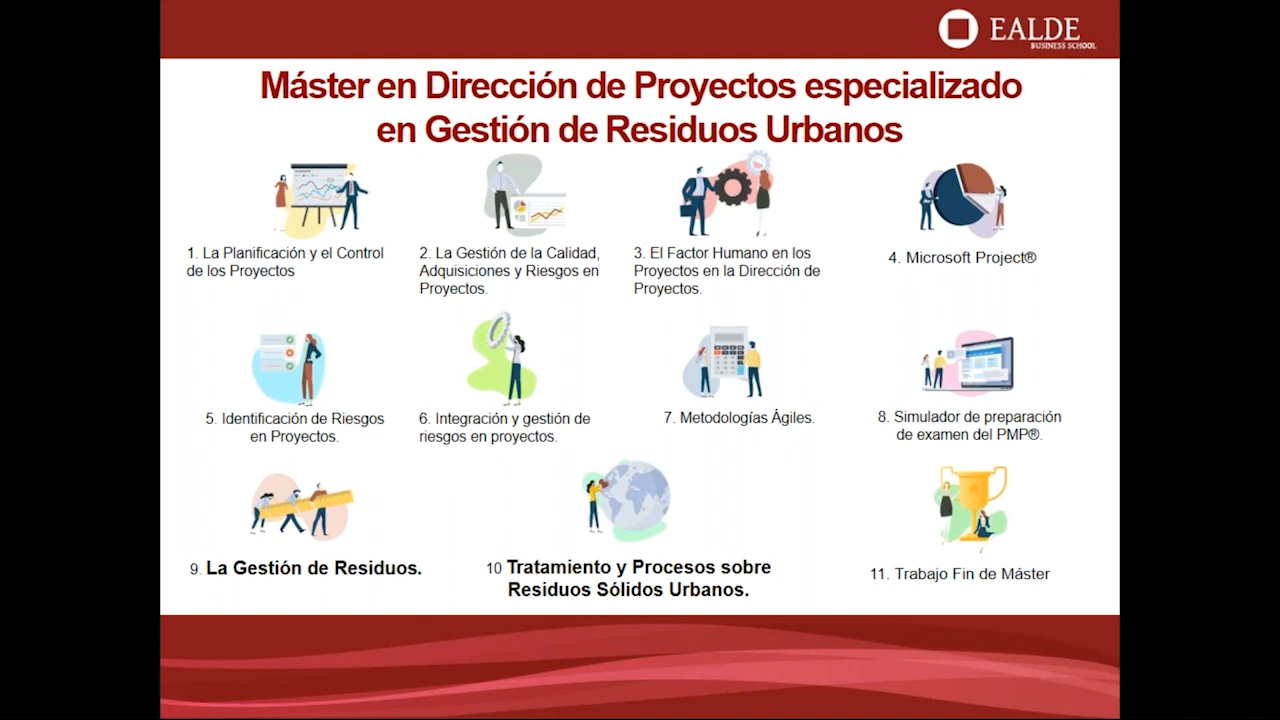 EALDE
BUSINESS SCHOOL
Máster en Dirección de Proyectos especializado
en Gestión de Residuos Urbanos
1. La Planificación y el Control
de los Proyectos
2. La Gestión de la Calidad,
Adquisiciones y Riesgos en
Proyectos.
3. El Factor Humano en los
Proyectos en la Dirección de
Proyectos.
4. Microsoft Project®
5. Identificación de Riesgos
en Proyectos.
6. Integración y gestión de
riesgos en proyectos.
7. Metodologías Ágiles.
8. Simulador de preparación
de examen del PMP®.
9. La Gestión de Residuos.
10 Tratamiento y Procesos sobre
Residuos Sólidos Urbanos.
11. Trabajo Fin de Máster